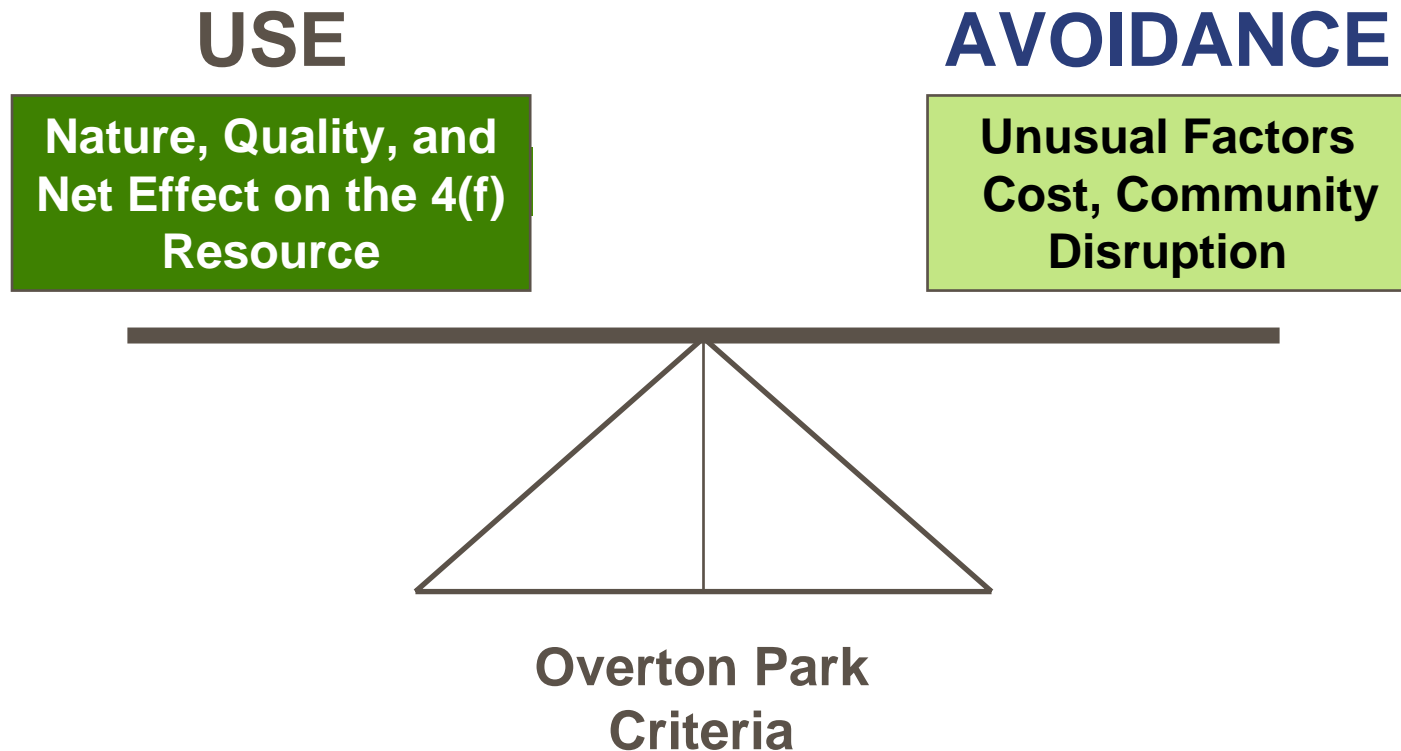 USE
Nature, Quality, and
Net Effect on the 4(f)
Resource
AVOIDANCE
Unusual Factors
Cost, Community
Disruption
Overton Park
Criteria